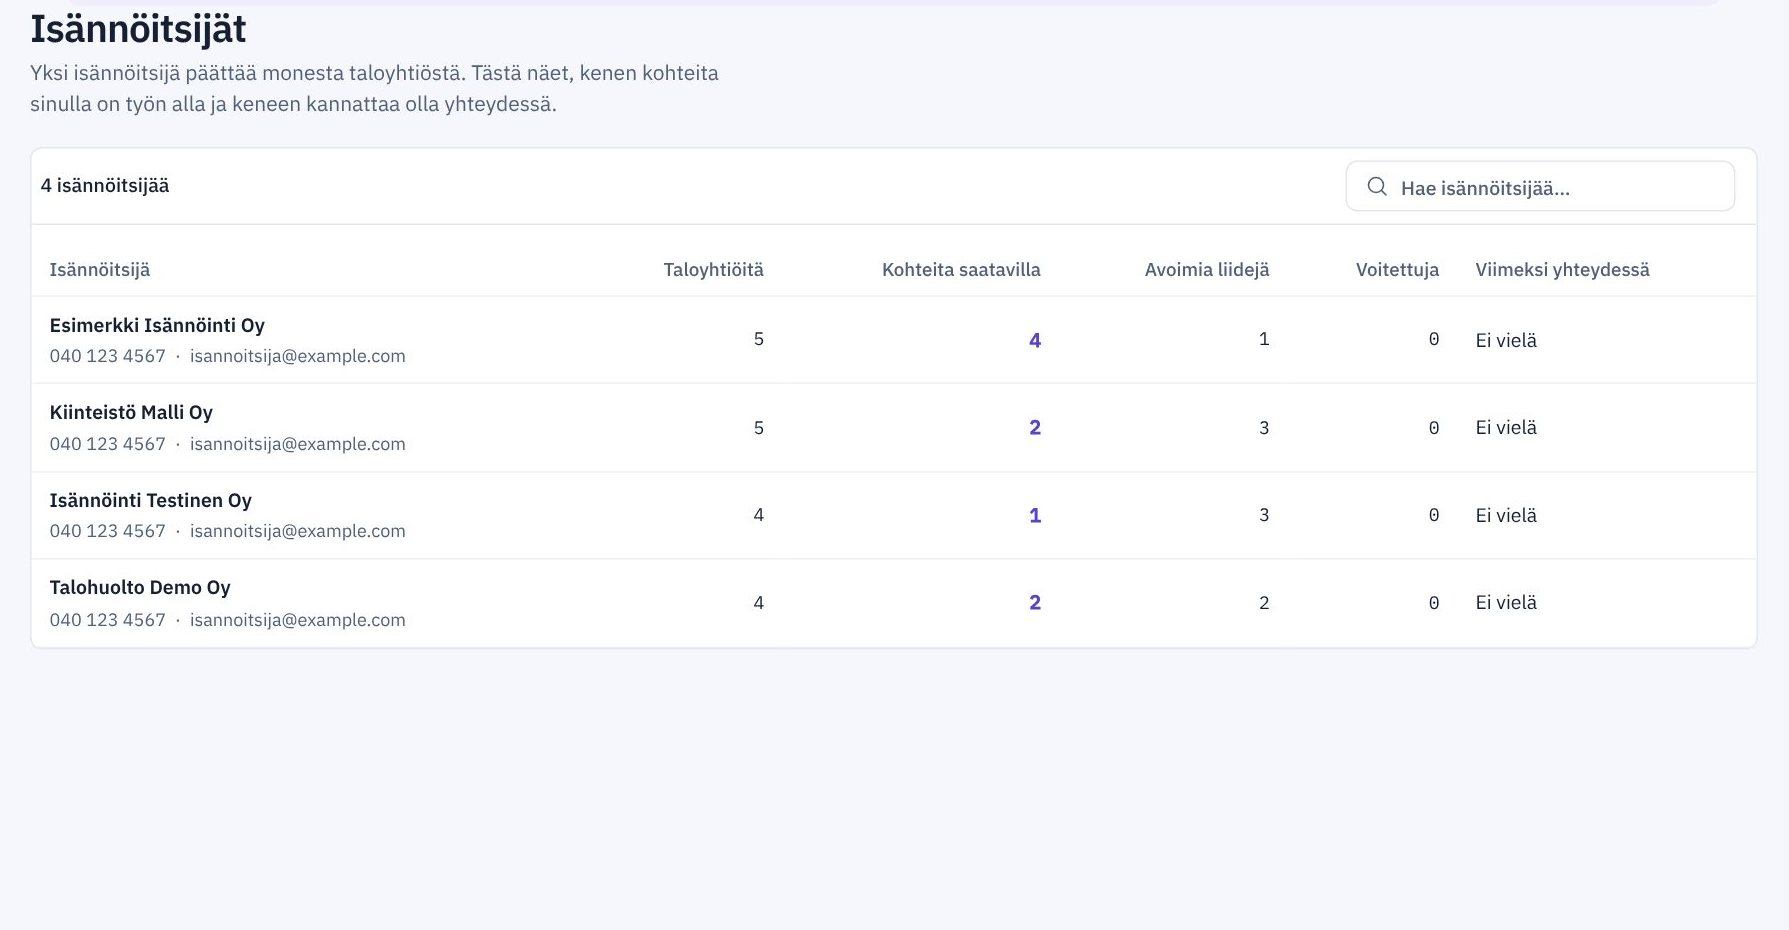 Isännöitsijät
Yksi isännöitsijä päättää monesta taloyhtiöstä. Tästä näet, kenen kohteita
sinulla on työn alla ja keneen kannattaa olla yhteydessä.
4 isännöitsijää
Hae isännöitsijää...
Isännöitsijä Taloyhtiöitä Kohteita saatavilla Avoimia liidejä Voitettuja Viimeksi yhteydessä
Esimerkki Isännöinti Oy
040 123 4567 · isannoitsija@example.com
5 4 1 0 Ei vielä
Kiinteistö Malli Oy
040 123 4567 · isannoitsija@example.com
5 2 3 0 Ei vielä
Isännöinti Testinen Oy
040 123 4567 · isannoitsija@example.com
4 1 3 0 Ei vielä
Talohuolto Demo Oy
040 123 4567 · isannoitsija@example.com
4 2 2 0 Ei vielä